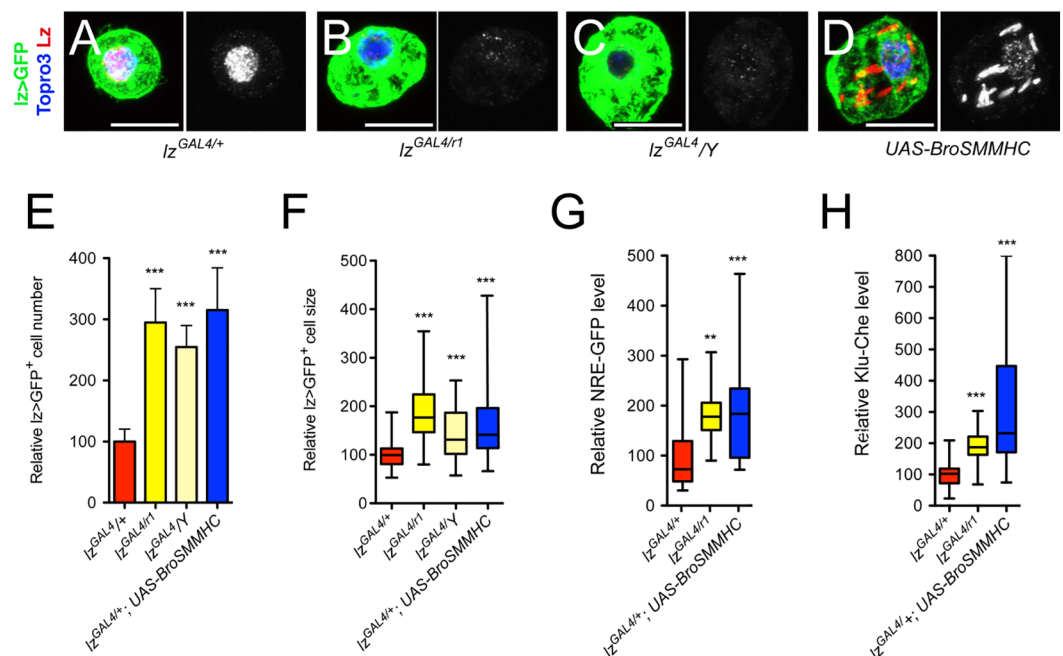 lz>GFP
Topro3 Lz
A
B
C
D
lz^GAL4/+
lz^GAL4/r1
lz^GAL4/Y
UAS-BroSMMHC
E
F
G
H
Relative lz>GFP+ cell number
400
300
200
100
0
***
***
***
lz^GAL4/+
lz^GAL4/r1
lz^GAL4/Y
lz^GAL4/+; UAS-BroSMMHC
Relative lz>GFP+ cell size
500
400
300
200
100
0
***
***
***
lz^GAL4/+
lz^GAL4/r1
lz^GAL4/Y
lz^GAL4/+; UAS-BroSMMHC
Relative NRE-GFP level
500
400
300
200
100
0
**
***
lz^GAL4/+
lz^GAL4/r1
lz^GAL4/+; UAS-BroSMMHC
Relative Klu-Che level
800
700
600
500
400
300
200
100
0
***
***
lz^GAL4/+
lz^GAL4/r1
lz^GAL4/+; UAS-BroSMMHC